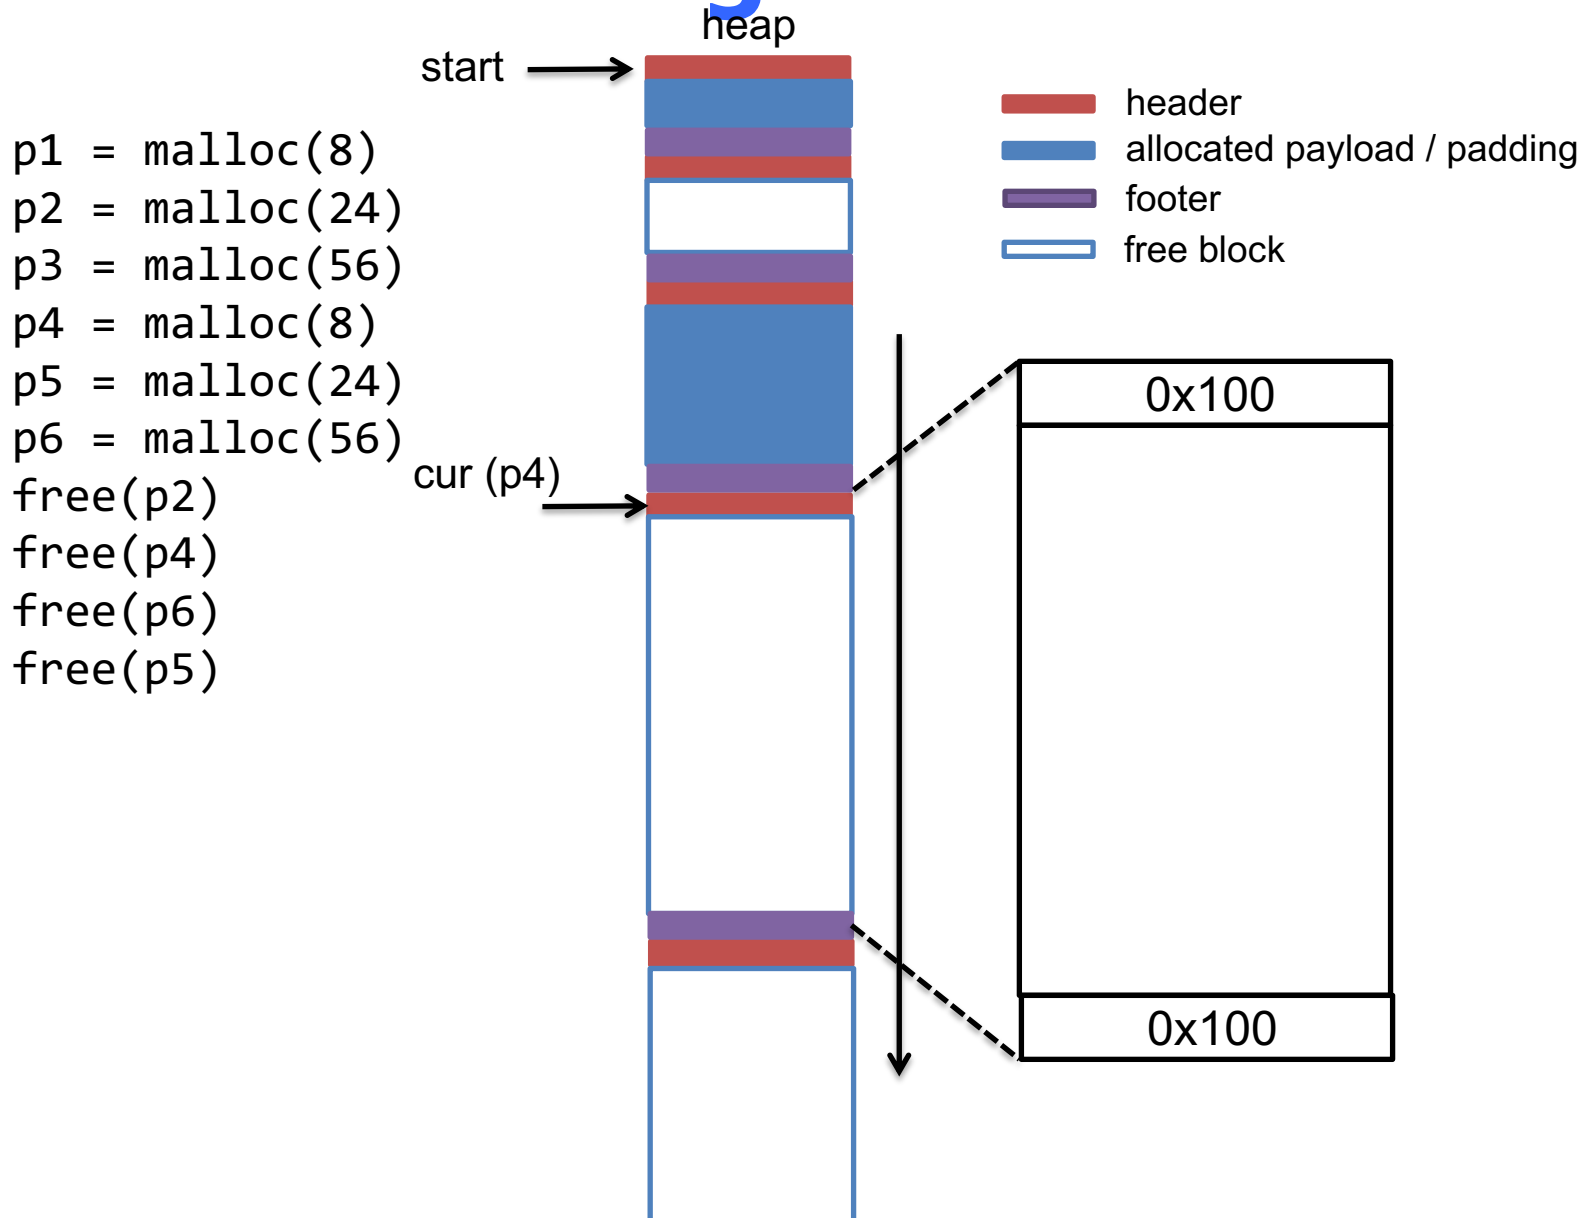 heap
start
p1 = malloc(8)
p2 = malloc(24)
p3 = malloc(56)
p4 = malloc(8)
p5 = malloc(24)
p6 = malloc(56)
free(p2)
free(p4)
free(p6)
free(p5)
cur (p4)
header
allocated payload / padding
footer
free block
0x100
0x100